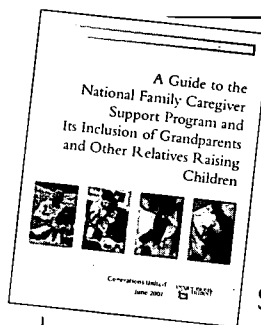 A Guide to the
National Family Caregiver
Support Program and
Its Inclusion of Grandparents
and Other Relatives Raising
Children
Generations United
June 2001